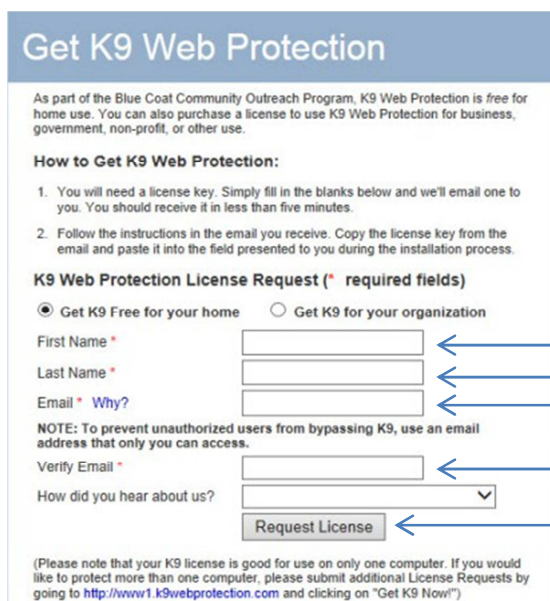 Get K9 Web Protection
As part of the Blue Coat Community Outreach Program, K9 Web Protection is free for
home use. You can also purchase a license to use K9 Web Protection for business,
government, non-profit, or other use.
How to Get K9 Web Protection:
1. You will need a license key. Simply fill in the blanks below and we'll email one to
you. You should receive it in less than five minutes.
2. Follow the instructions in the email you receive. Copy the license key from the
email and paste it into the field presented to you during the installation process.
K9 Web Protection License Request (* required fields)
Get K9 Free for your home Get K9 for your organization
First Name *
Last Name *
Email * Why?
NOTE: To prevent unauthorized users from bypassing K9, use an email
address that only you can access.
Verify Email *
How did you hear about us?
Request License
(Please note that your K9 license is good for use on only one computer. If you would
like to protect more than one computer, please submit additional License Requests by
going to http://www1.k9webprotection.com and clicking on "Get K9 Now!")